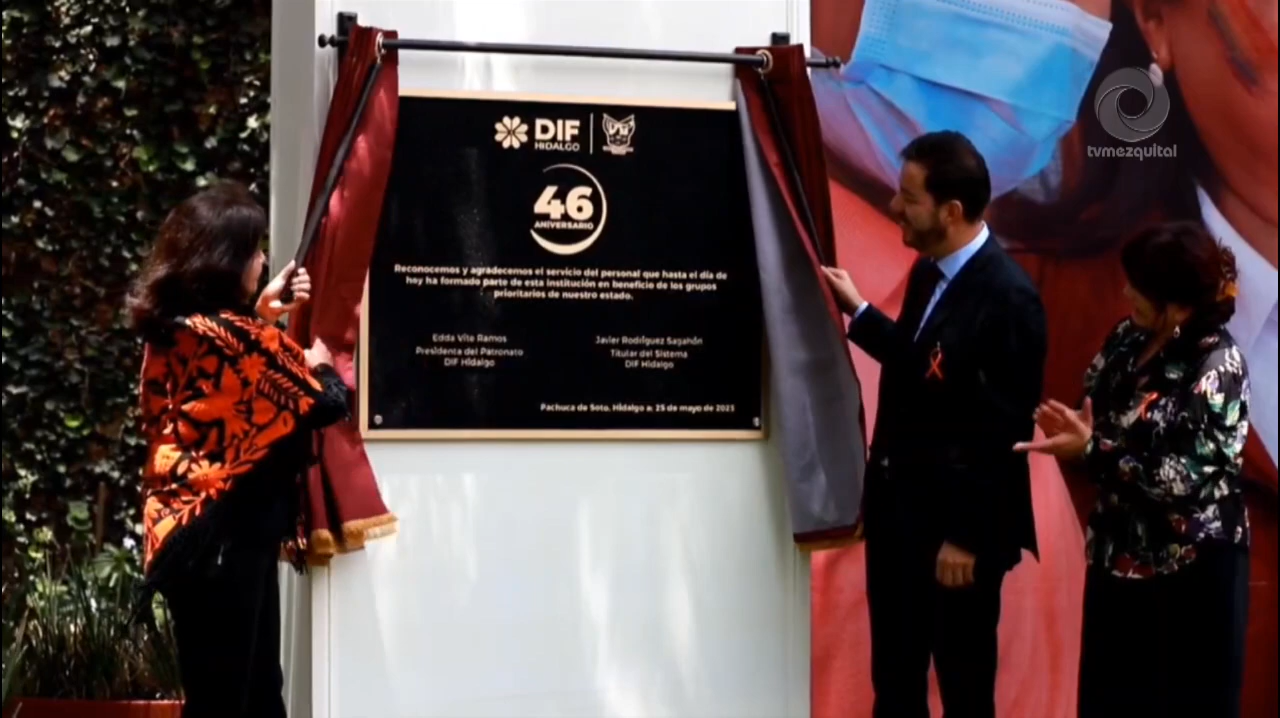 tvmezquital
DIF
HIDALGO
46
ANIVERSARIO
Reconocemos y agradecemos el servicio del personal que hasta el día de
hoy ha formado parte de esta institución en beneficio de los grupos
prioritarios de nuestro estado.
Edda Vite Ramos
Presidenta del Patronato
DIF Hidalgo
Javier Rodríguez Sagahón
Titular del Sistema
DIF Hidalgo
Pachuca de Soto, Hidalgo a; 25 de mayo de 2023